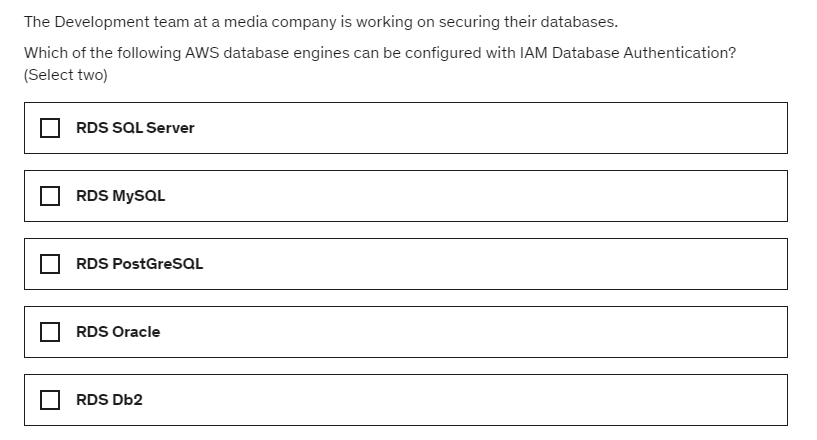 The Development team at a media company is working on securing their databases.
Which of the following AWS database engines can be configured with IAM Database Authentication?
(Select two)
RDS SQL Server
RDS MySQL
RDS PostGreSQL
RDS Oracle
RDS Db2